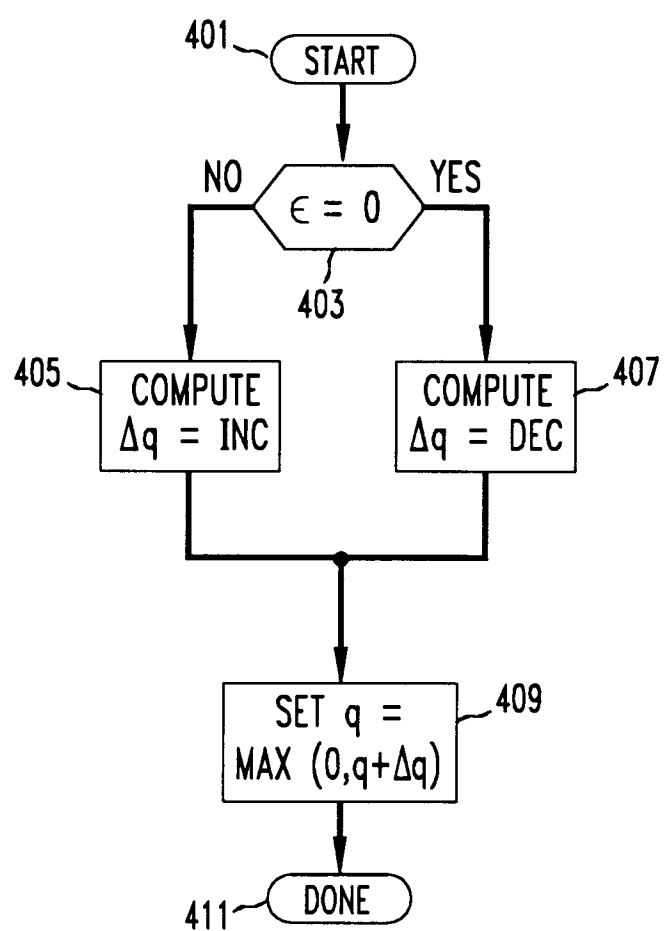 401
START
NO
YES
ϵ = 0
403
405
COMPUTE
Δq = INC
COMPUTE
Δq = DEC
407
SET q =
MAX (0,q+Δq)
409
DONE
411